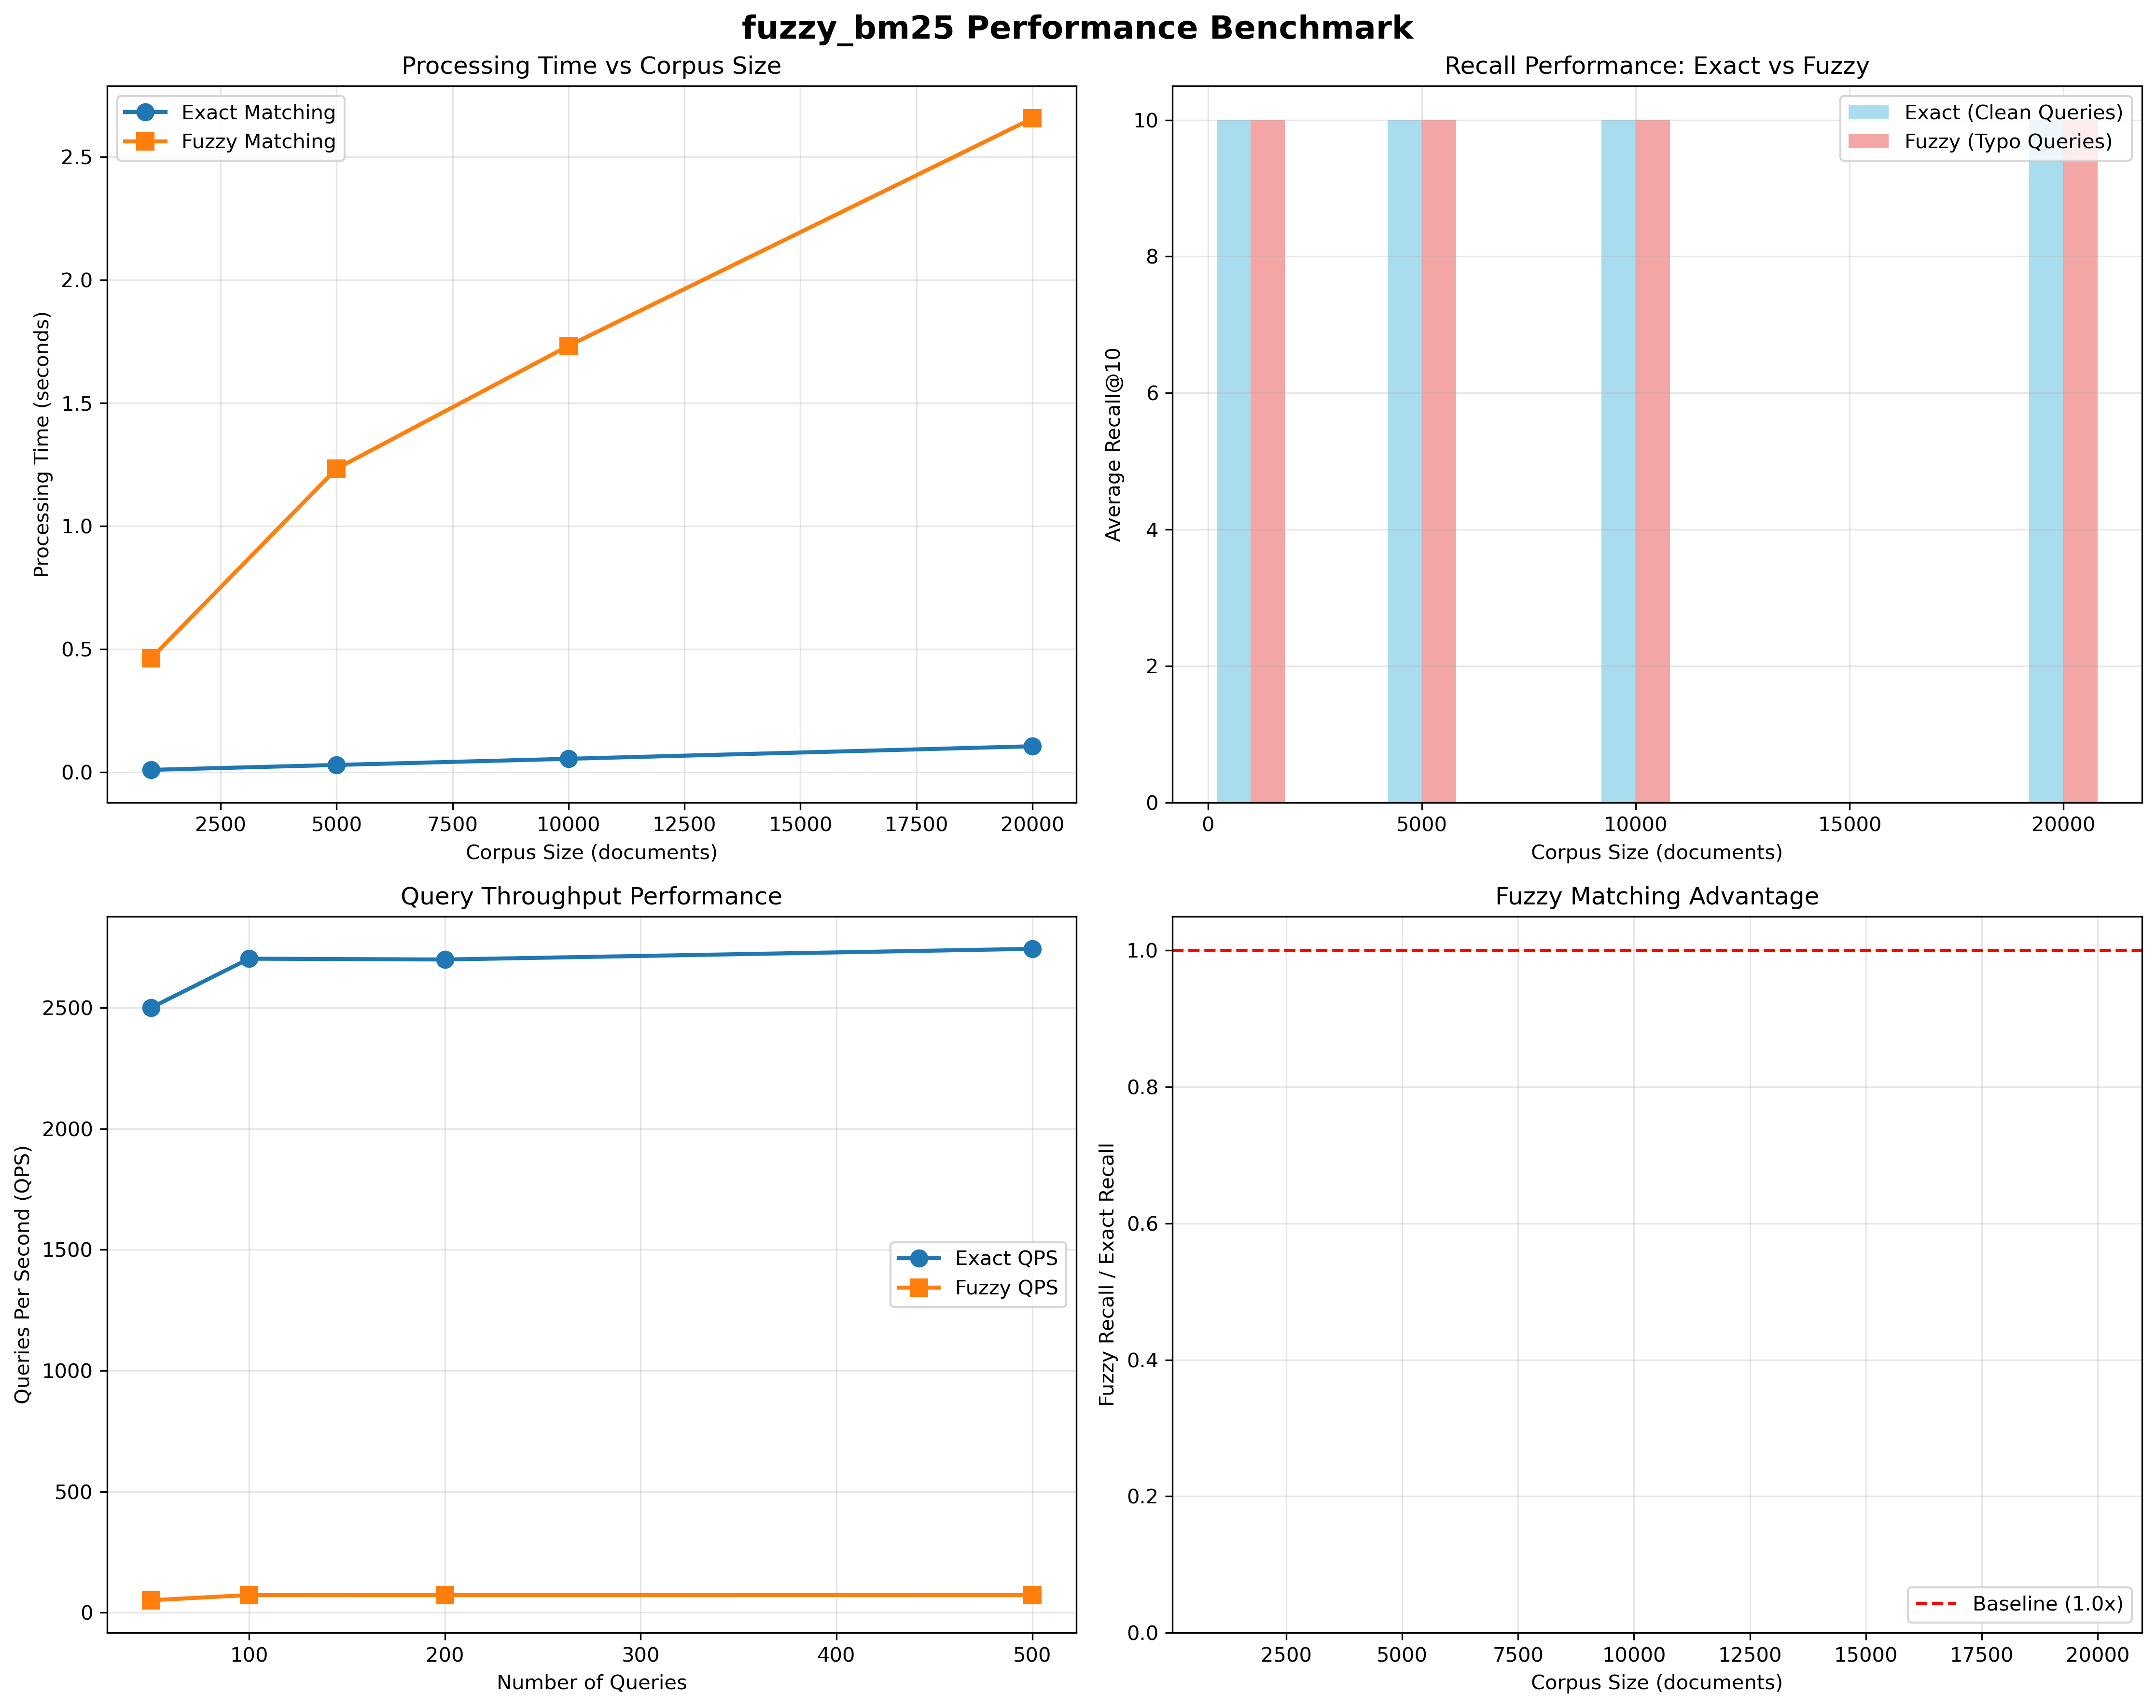 fuzzy_bm25 Performance Benchmark
Processing Time vs Corpus Size
Exact Matching
Fuzzy Matching
Processing Time (seconds)
2.5
2.0
1.5
1.0
0.5
0.0
2500 5000 7500 10000 12500 15000 17500 20000
Corpus Size (documents)
Recall Performance: Exact vs Fuzzy
Exact (Clean Queries)
Fuzzy (Typo Queries)
Average Recall@10
10
8
6
4
2
0
0 5000 10000 15000 20000
Corpus Size (documents)
Query Throughput Performance
Queries Per Second (QPS)
2500
2000
1500
1000
500
0
Exact QPS
Fuzzy QPS
100 200 300 400 500
Number of Queries
Fuzzy Matching Advantage
Fuzzy Recall / Exact Recall
1.0
0.8
0.6
0.4
0.2
0.0
Baseline (1.0x)
2500 5000 7500 10000 12500 15000 17500 20000
Corpus Size (documents)